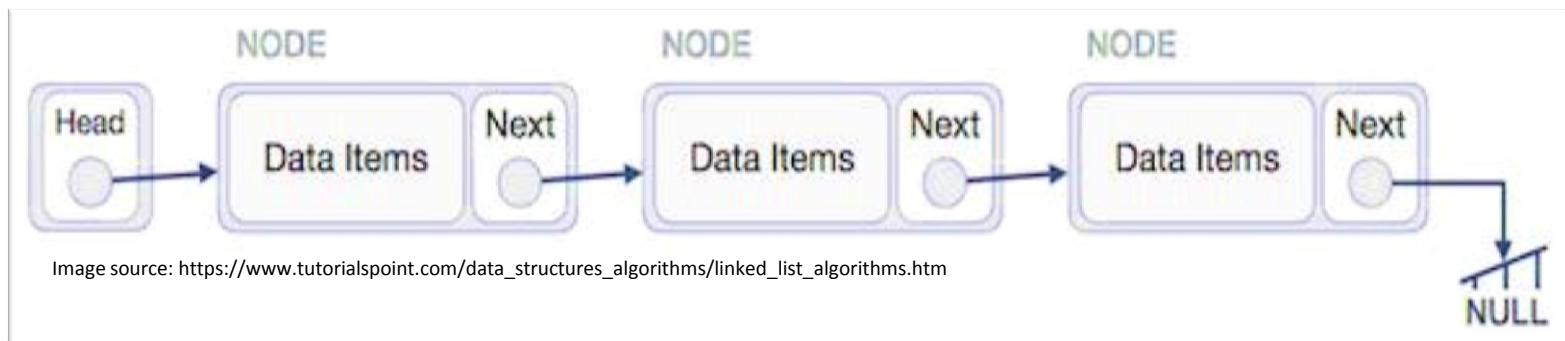 NODE NODE NODE
Head Next Next Next
Data Items Data Items Data Items
Image source: https://www.tutorialspoint.com/data_structures_algorithms/linked_list_algorithms.htm
NULL